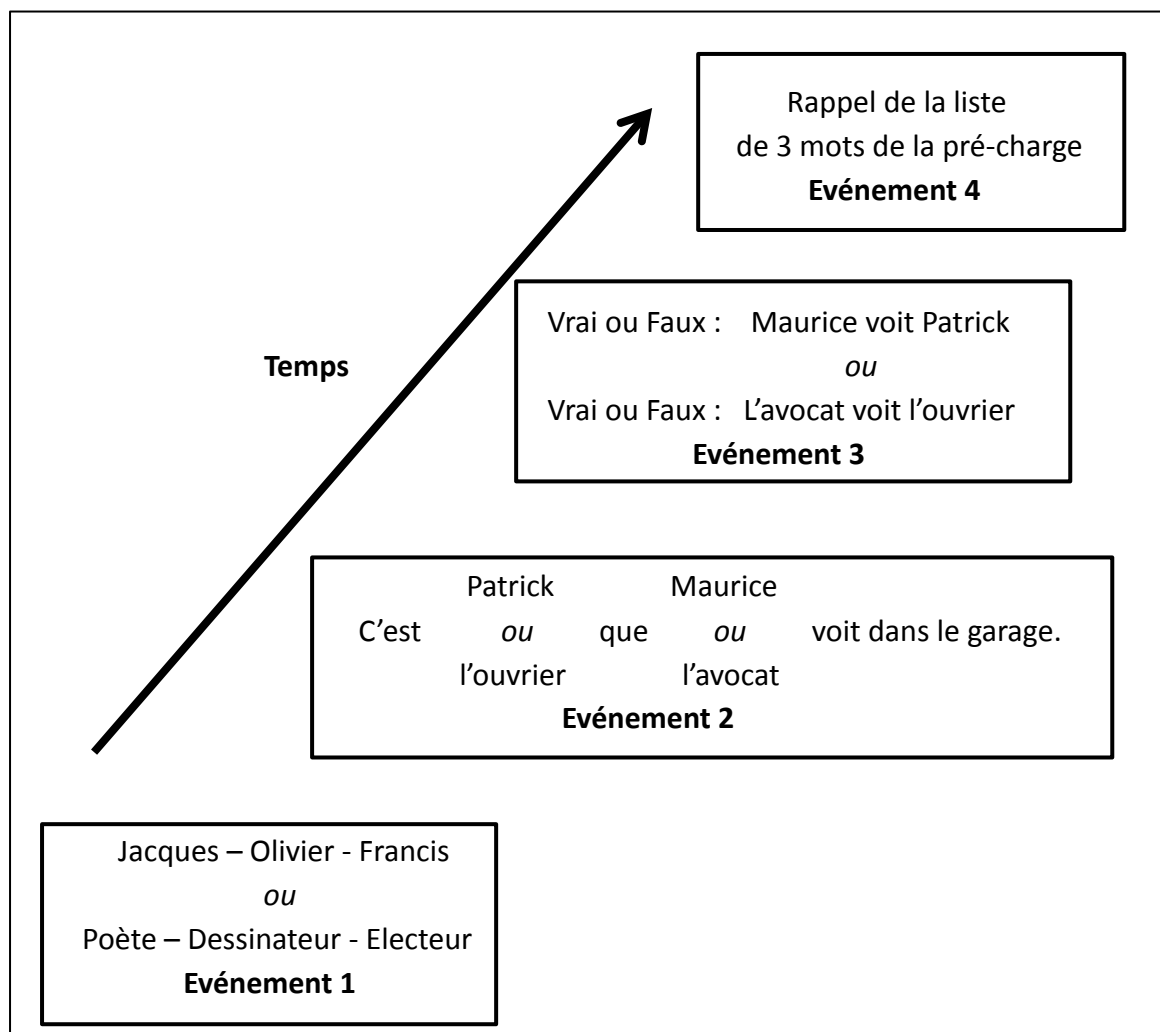 Rappel de la liste
de 3 mots de la pré-charge
Evénement 4
Vrai ou Faux : Maurice voit Patrick
ou
Vrai ou Faux : L’avocat voit l’ouvrier
Evénement 3
Temps
Patrick Maurice
C’est ou que ou voit dans le garage.
l’ouvrier l’avocat
Evénement 2
Jacques – Olivier - Francis
ou
Poète – Dessinateur - Electeur
Evénement 1